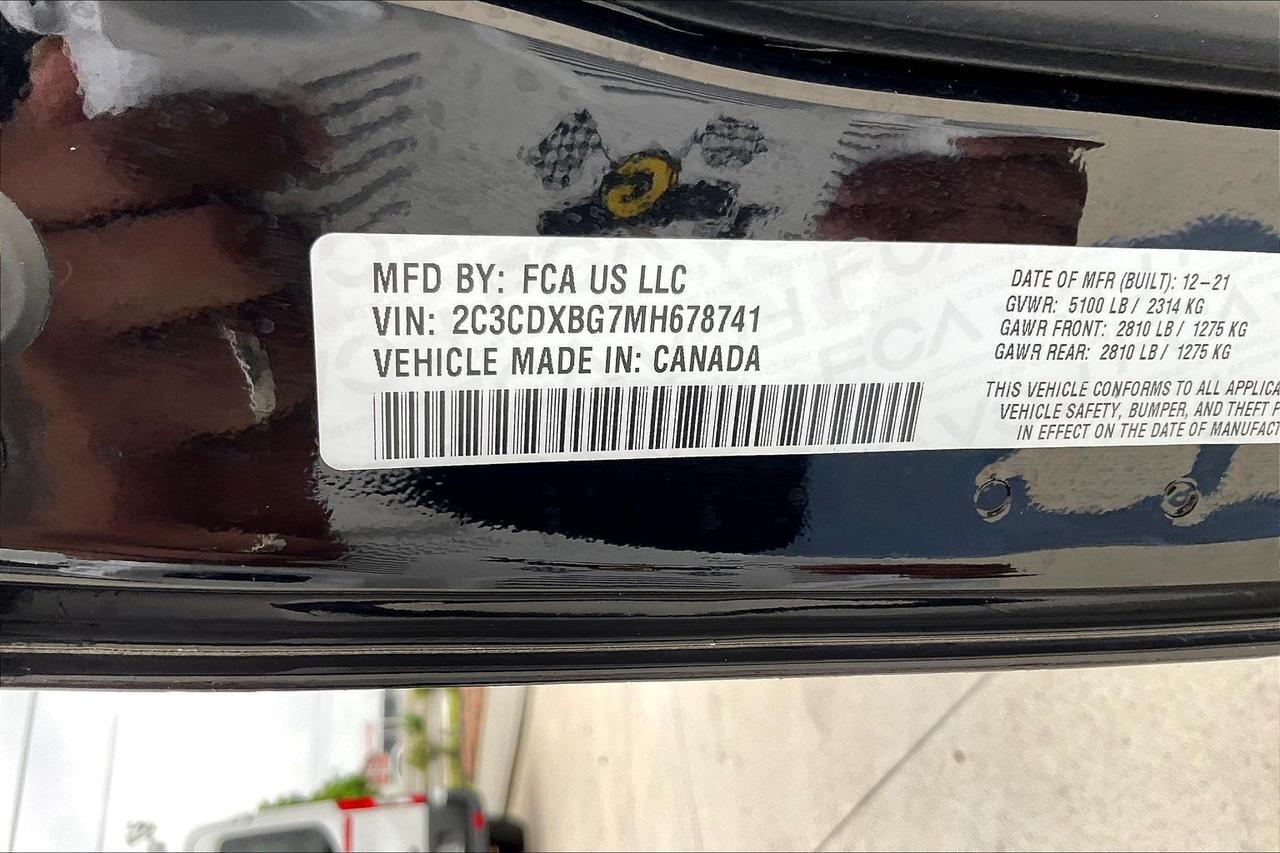 MFD BY: FCA US LLC
VIN: 2C3CDXBG7MH678741
VEHICLE MADE IN: CANADA
DATE OF MFR (BUILT): 12-21
GVWR: 5100 LB / 2314 KG
GAWR FRONT: 2810 LB / 1275 KG
GAWR REAR: 2810 LB / 1275 KG
THIS VEHICLE CONFORMS TO ALL APPLICA
VEHICLE SAFETY, BUMPER, AND THEFT
IN EFFECT ON THE DATE OF MANUFACT